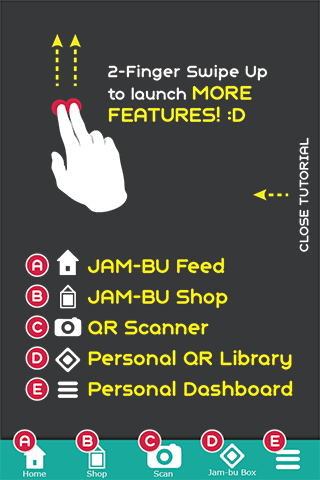 2-Finger Swipe Up
to launch MORE
FEATURES! :D
CLOSE TUTORIAL
A JAM-BU Feed
B JAM-BU Shop
C QR Scanner
D Personal QR Library
E Personal Dashboard
A B C D E
Home Shop Scan Jam-bu Box